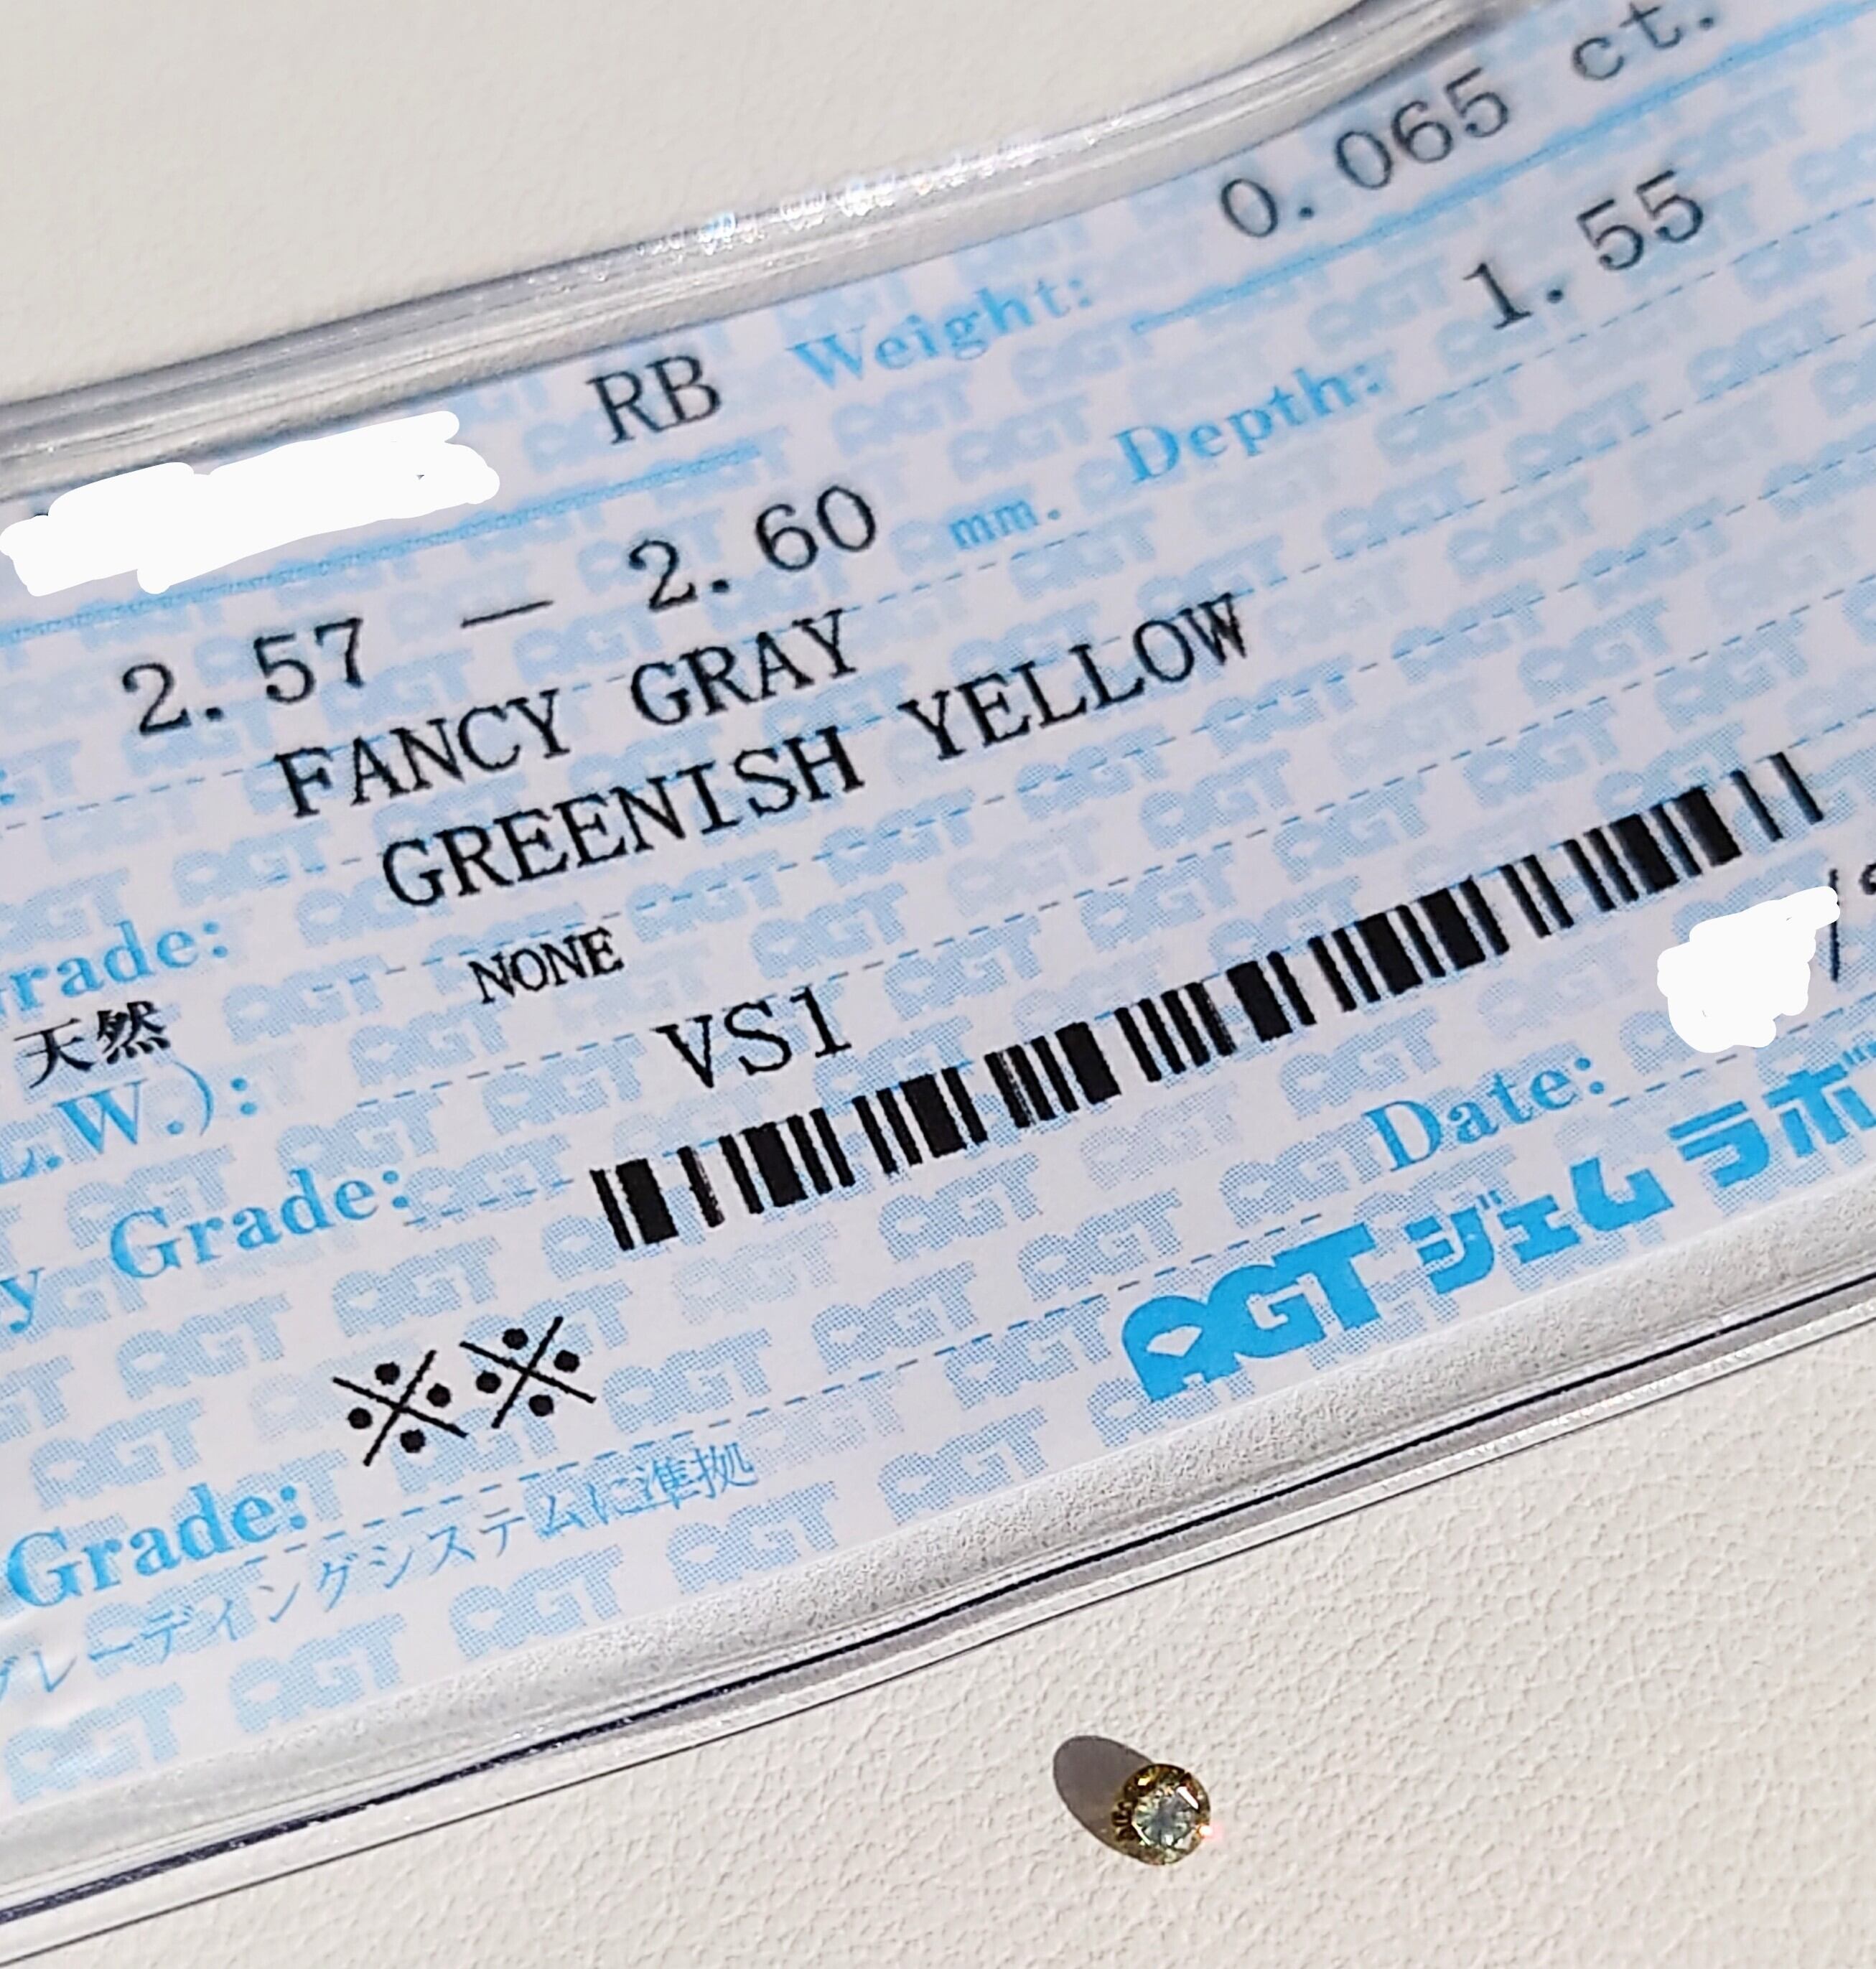 RB Weight: 0.065 ct.
2.57 — 2.60 mm. Depth: 1.55
FANCY GRAY
GREENISH YELLOW
Grade:
天然 NONE
L.W.):
Grade: VS1
Date:
AGT ジェム ラボ
Grade: ※※
グレーディングシステムに準拠